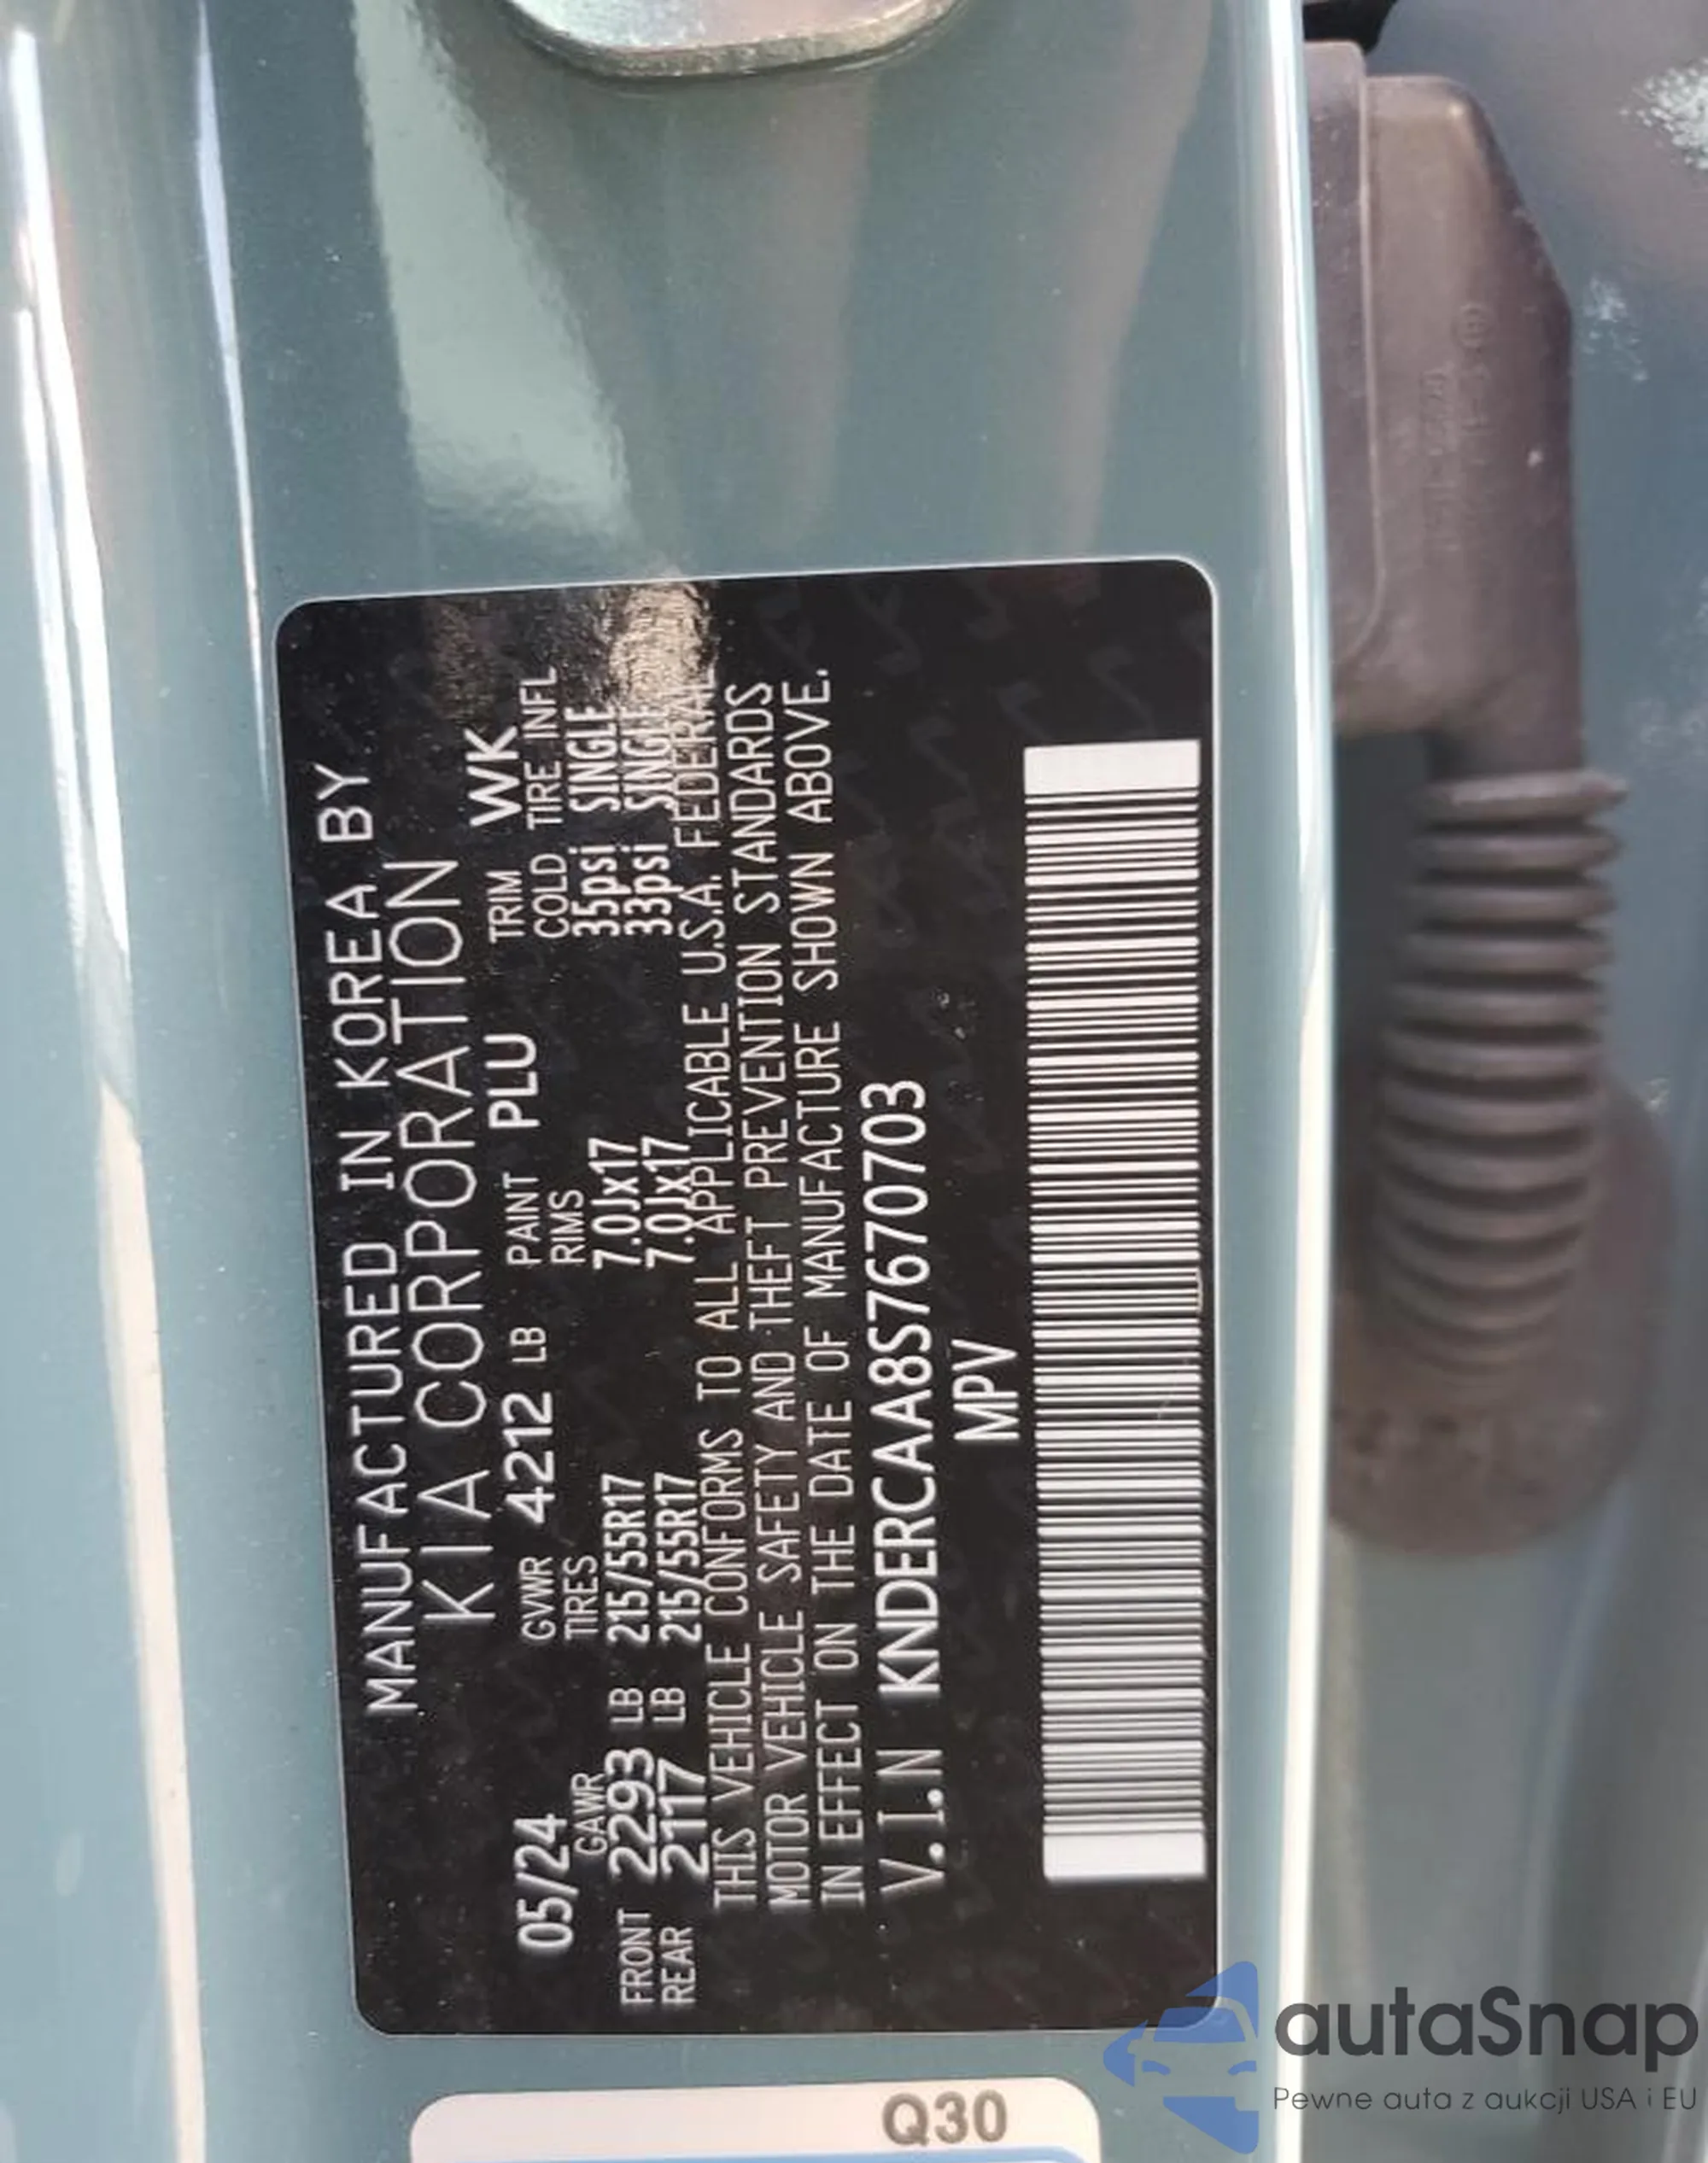 MANUFACTURED IN KOREA BY
KIA CORPORATION
05/24 GVWR 4212 LB PAINT PLU TRIM WK
GAWR TIRES RIMS COLD TIRE INFL
FRONT 2293 LB 215/55R17 7.0Jx17 35psi SINGLE
REAR 2117 LB 215/55R17 7.0Jx17 33psi SINGLE
THIS VEHICLE CONFORMS TO ALL APPLICABLE U.S.A. FEDERAL
MOTOR VEHICLE SAFETY AND THEFT PREVENTION STANDARDS
IN EFFECT ON THE DATE OF MANUFACTURE SHOWN ABOVE.
V.I.N KNDERCAA8S7670703
MPV
Q30
autaSnap
Pewne auta z aukcji USA i EU